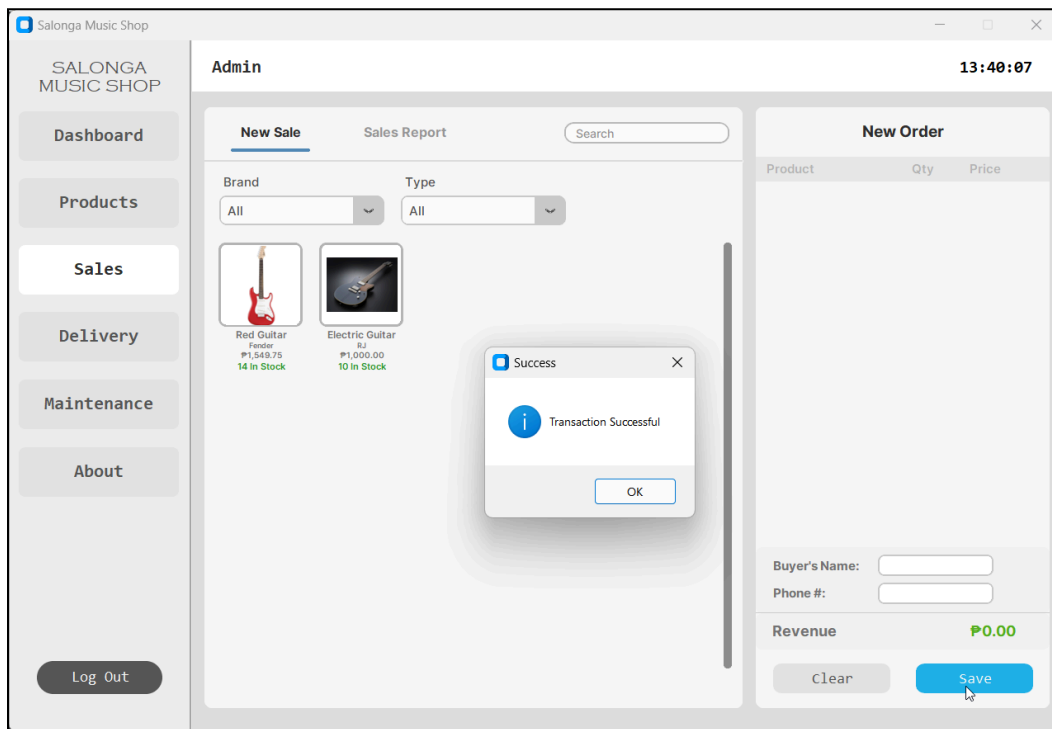 Salonga Music Shop
SALONGA
MUSIC SHOP
Dashboard
Products
Sales
Delivery
Maintenance
About
Log Out
Admin
13:40:07
New Sale
Sales Report
Search
Brand
Type
All
All
Red Guitar
Fender
₱1,549.75
14 In Stock
Electric Guitar
RJ
₱1,000.00
10 In Stock
Success
Transaction Successful
OK
New Order
Product Qty Price
Buyer's Name:
Phone #:
Revenue ₱0.00
Clear
Save